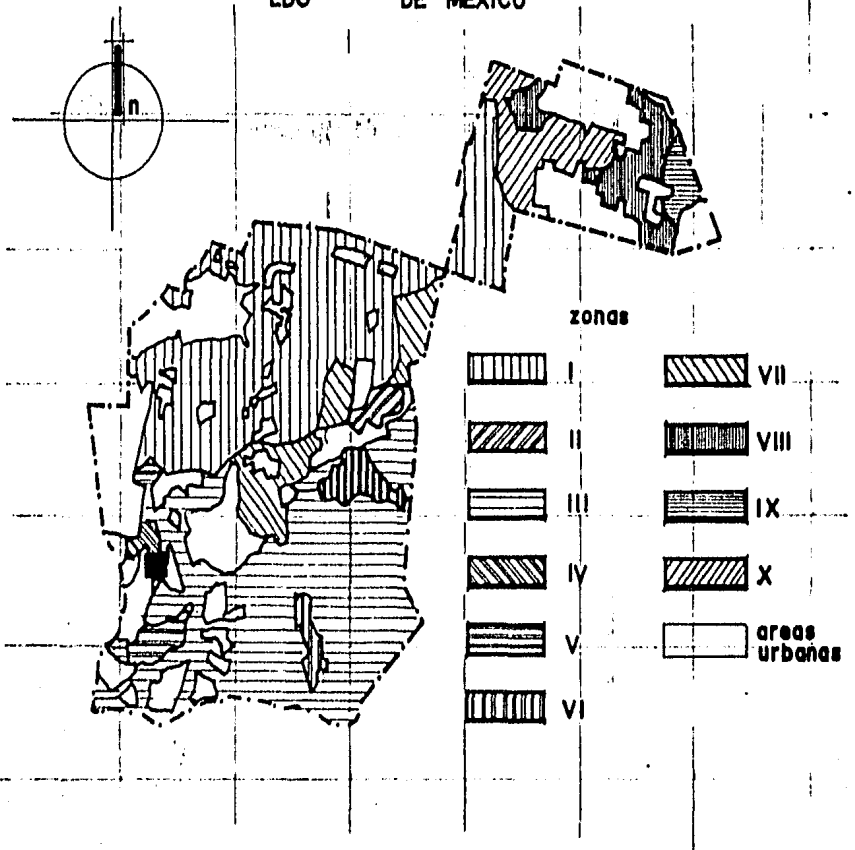 EDO DE MEXICO
n
zonas
I VII
II VIII
III IX
IV X
V areas urbanas
VI